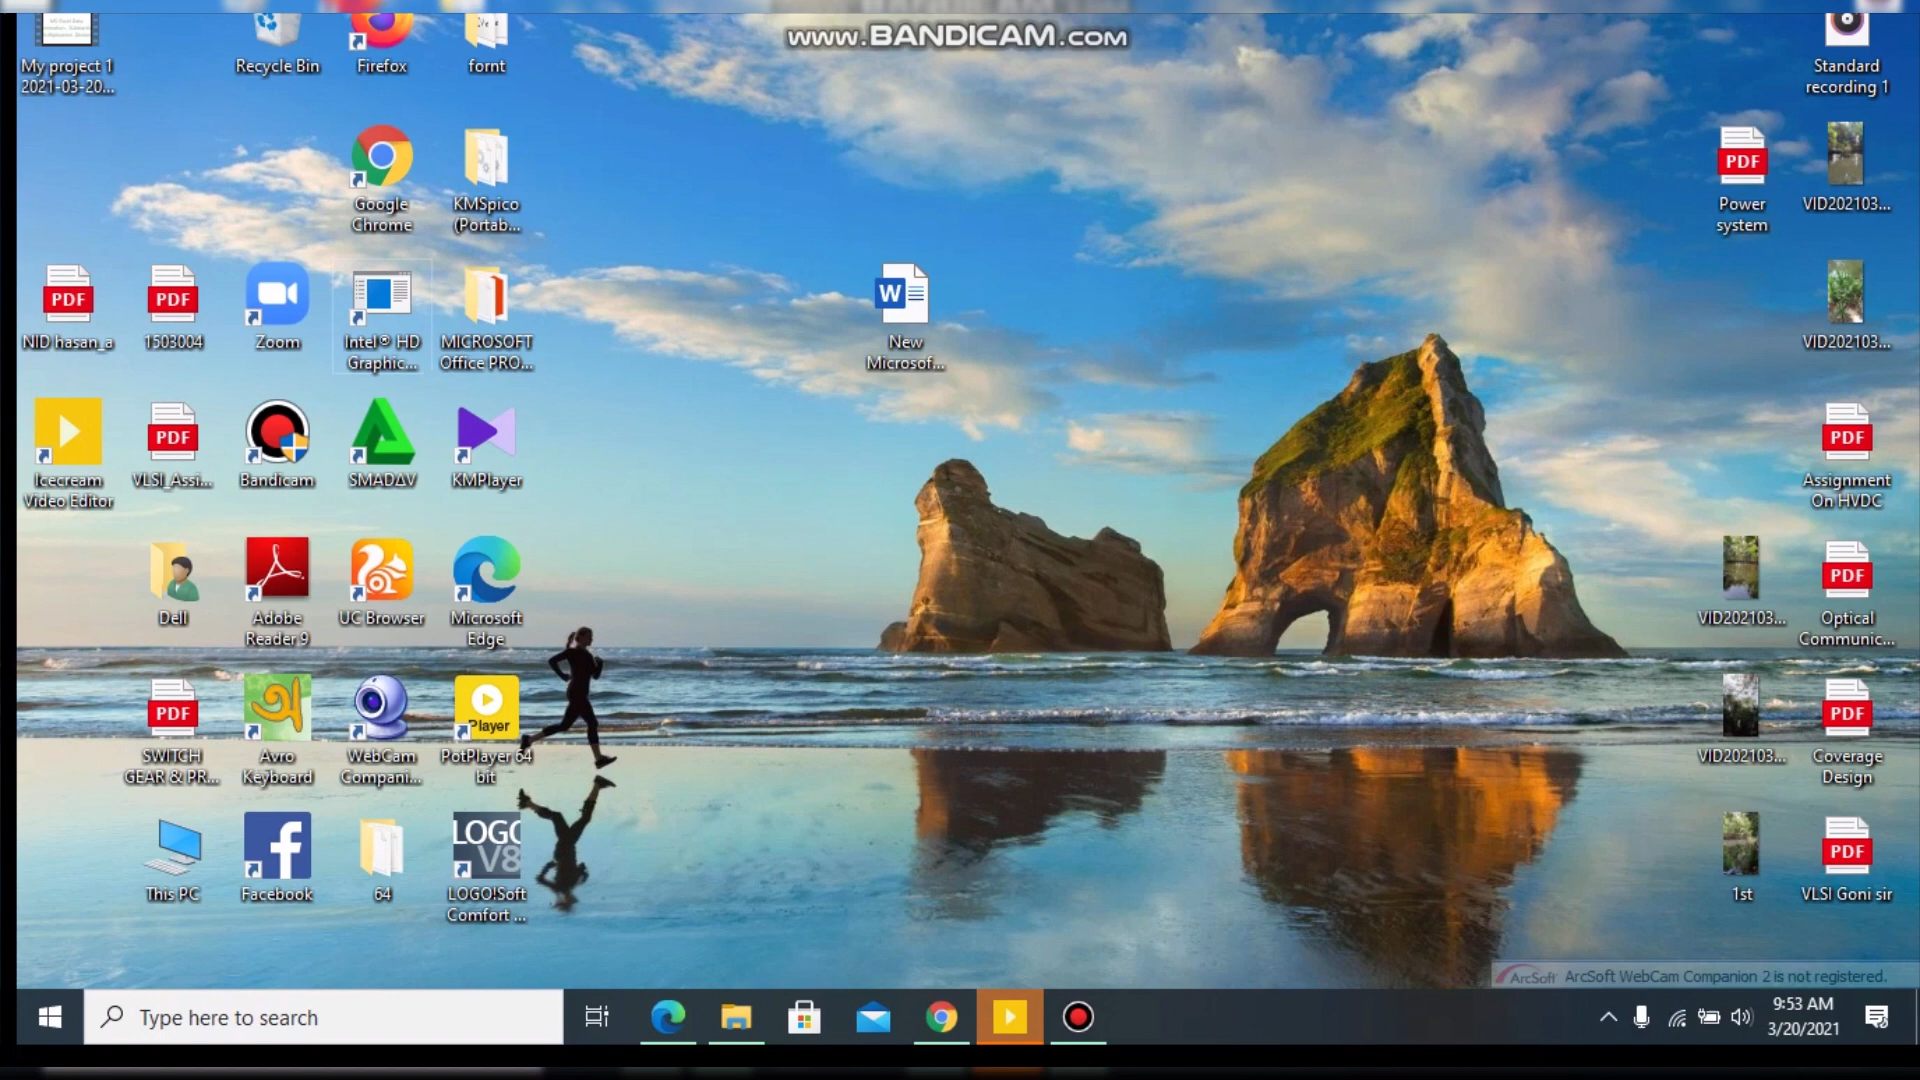 www.BANDICAM.com
My project 1
2021-03-20...
Recycle Bin
Firefox
fornt
Standard
recording 1
Google
Chrome
KMSpico
(Portab...
PDF
Power
system
VID202103...
PDF
NID hasan_a
PDF
1503004
Zoom
Intel® HD
Graphic...
MICROSOFT
Office PRO...
W
New
Microsof...
VID202103...
Icecream
Video Editor
PDF
VLSI_Assi...
Bandicam
SMADΔV
KMPlayer
PDF
Assignment
On HVDC
Dell
Adobe
Reader 9
UC Browser
Microsoft
Edge
VID202103...
PDF
Optical
Communic...
PDF
SWITCH
GEAR & PR...
অ
Avro
Keyboard
WebCam
Compani...
Player
PotPlayer 64
bit
VID202103...
PDF
Coverage
Design
This PC
Facebook
64
LOGO
V8
LOGO!Soft
Comfort ...
1st
PDF
VLSI Goni sir
ArcSoft ArcSoft WebCam Companion 2 is not registered.
Type here to search
9:53 AM
3/20/2021